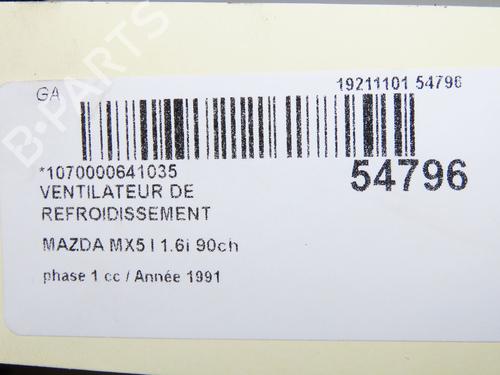 GA
19211101 54796
*1070000641035
54796
VENTILATEUR DE
REFROIDISSEMENT
MAZDA MX5 I 1.6i 90ch
phase 1 cc / Année 1991
B-PARTS